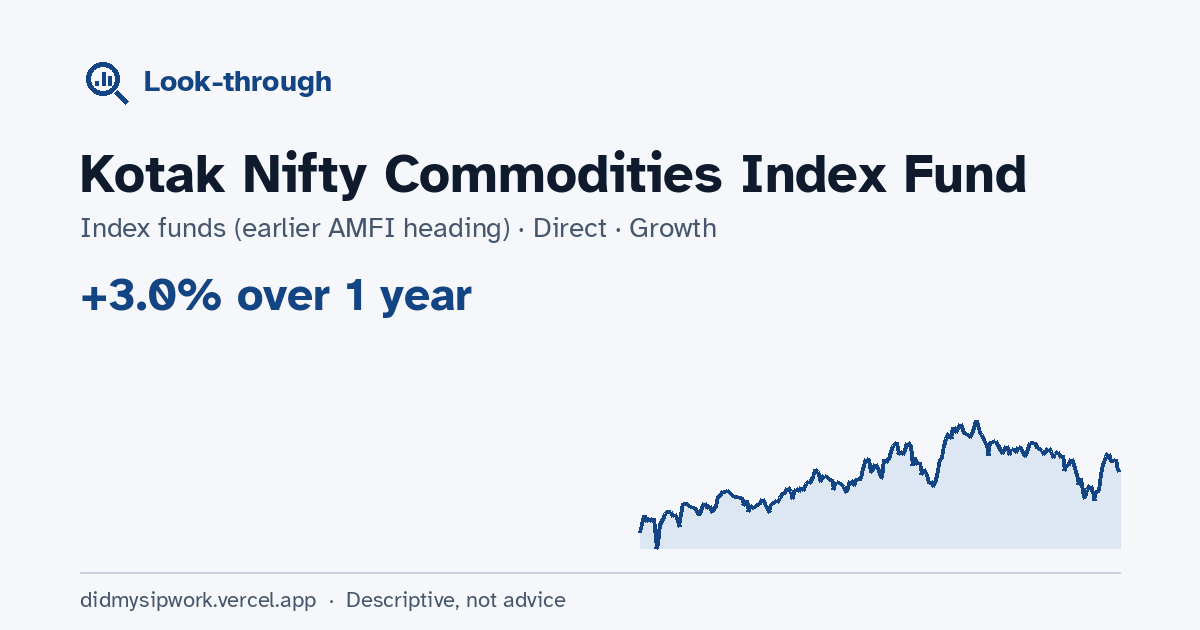 Look-through
Kotak Nifty Commodities Index Fund
Index funds (earlier AMFI heading) · Direct · Growth
+3.0% over 1 year
didmysipwork.vercel.app · Descriptive, not advice